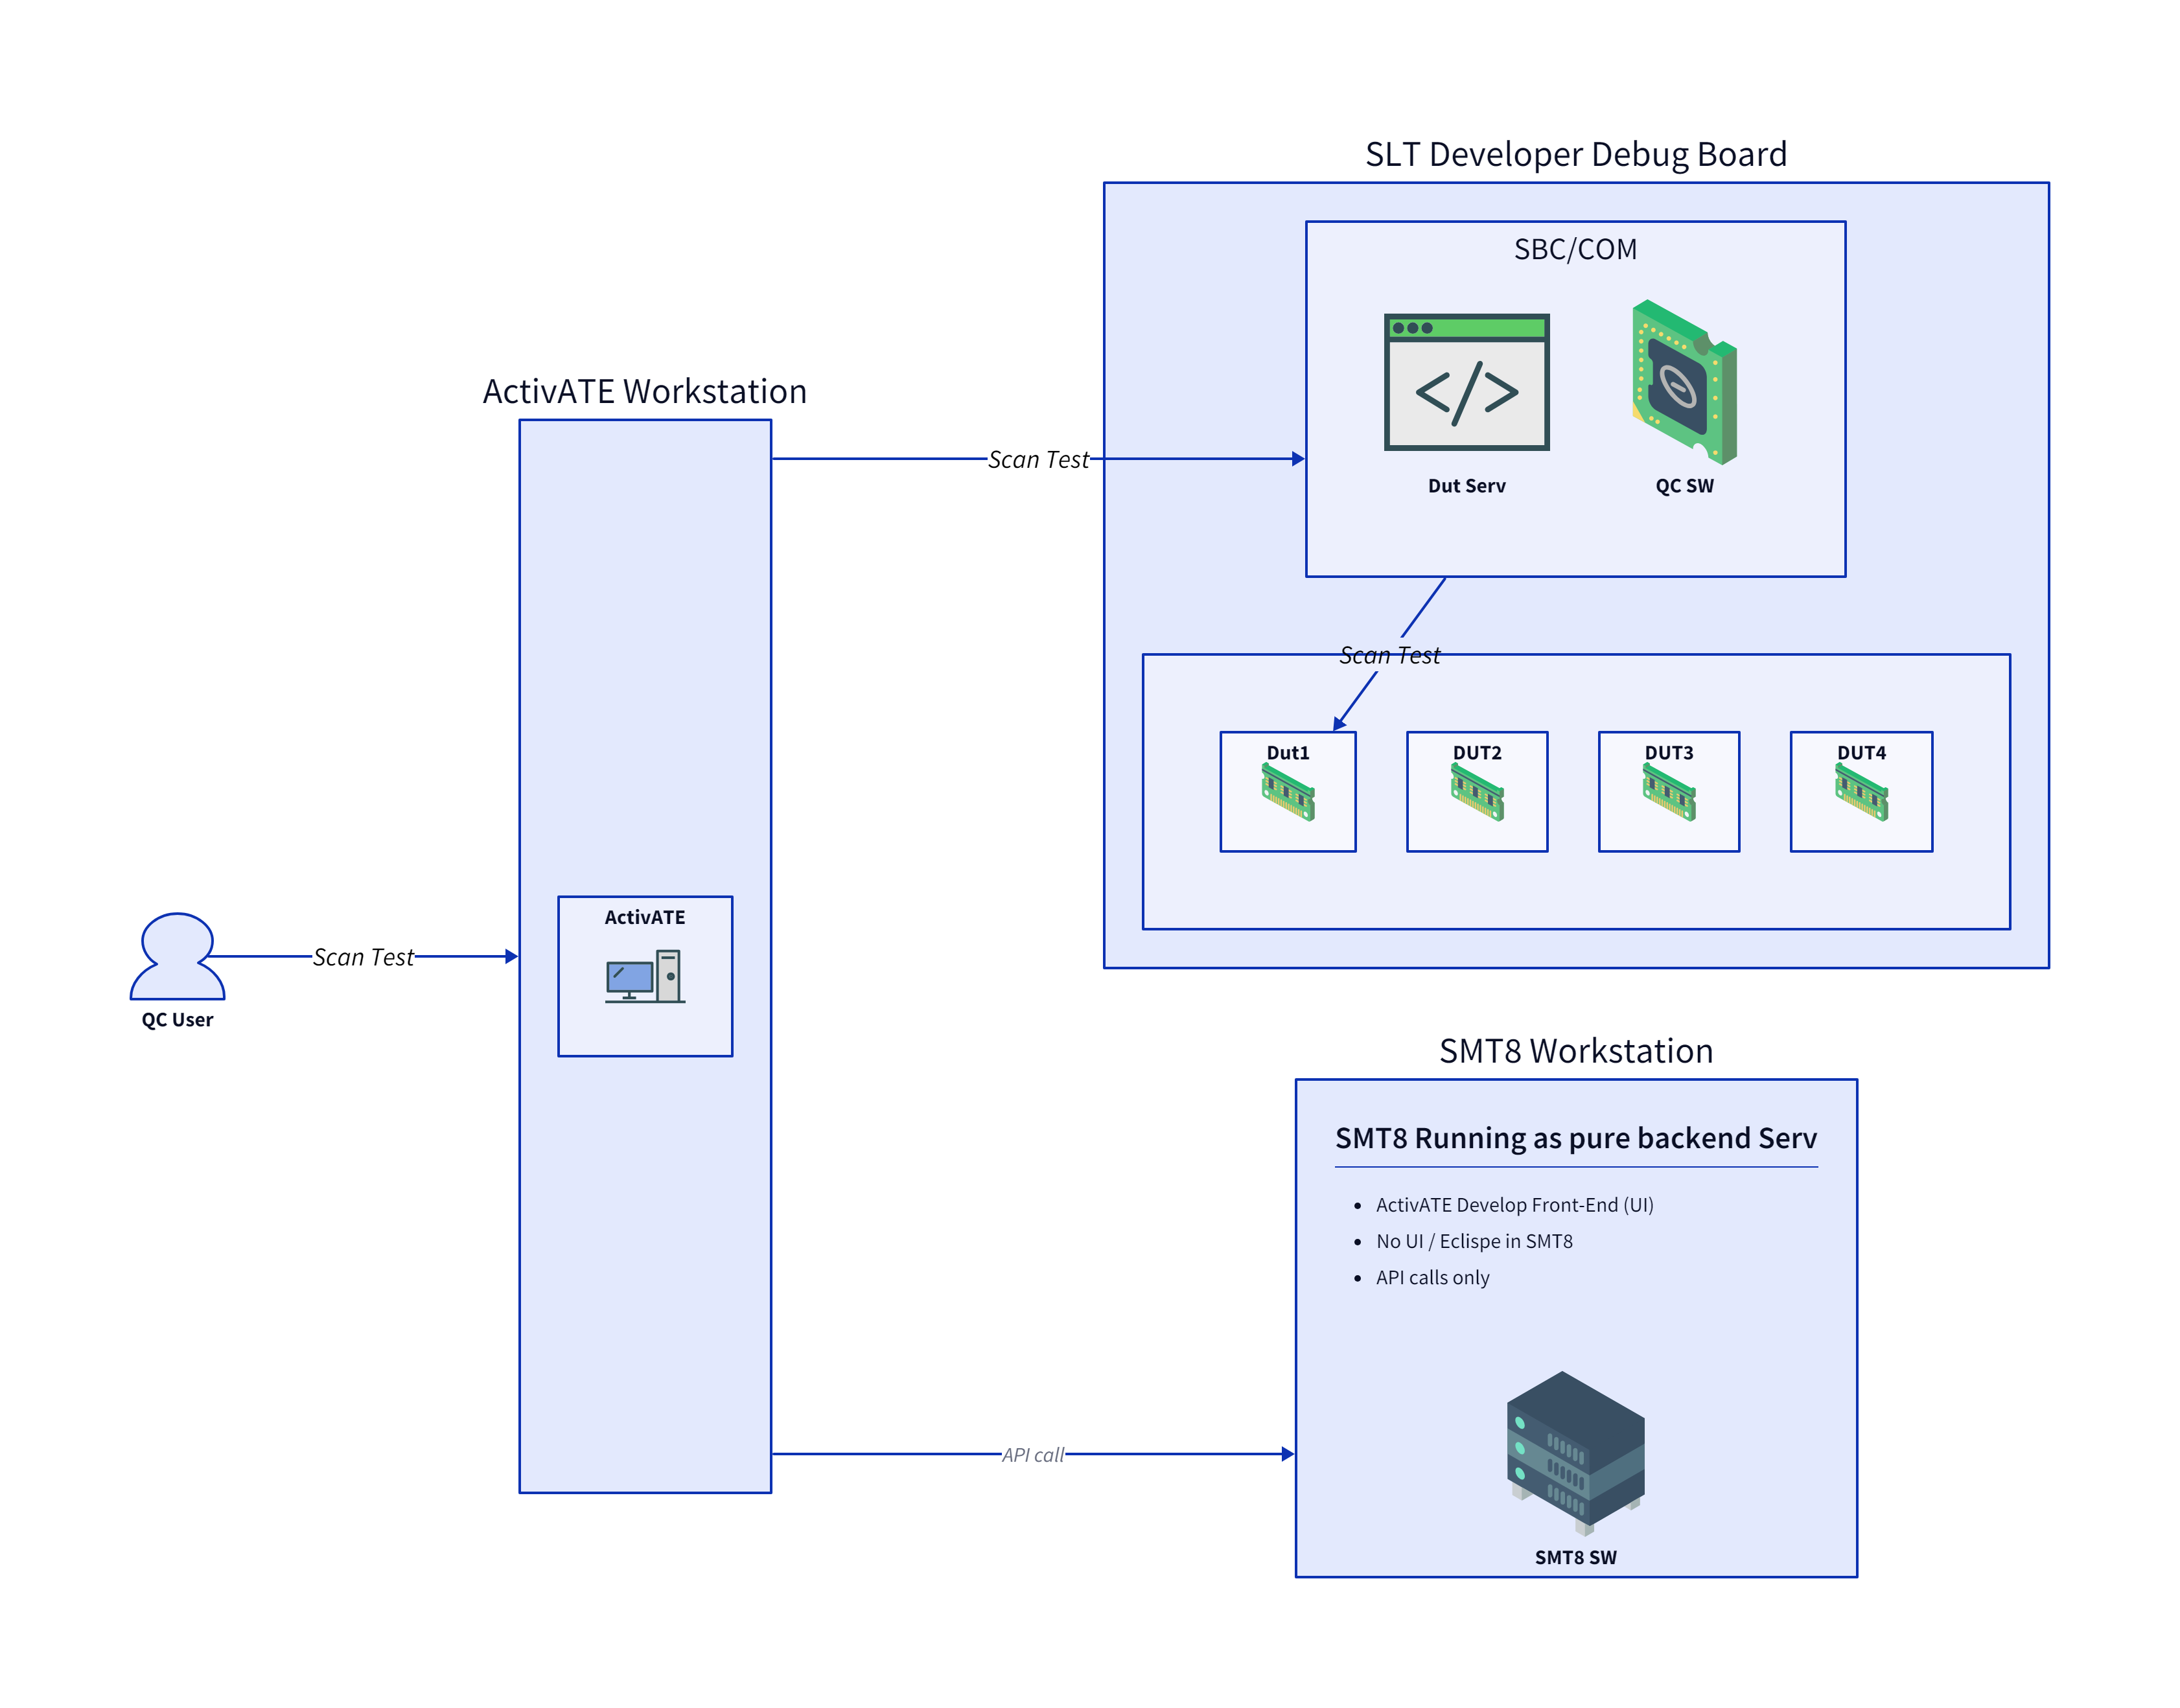 SLT Developer Debug Board
SBC/COM
Dut Serv
QC SW
ActivATE Workstation
Scan Test
Scan Test
Dut1
DUT2
DUT3
DUT4
ActivATE
Scan Test
QC User
SMT8 Workstation
SMT8 Running as pure backend Serv
• ActivATE Develop Front-End (UI)
• No UI / Eclispe in SMT8
• API calls only
API call
SMT8 SW